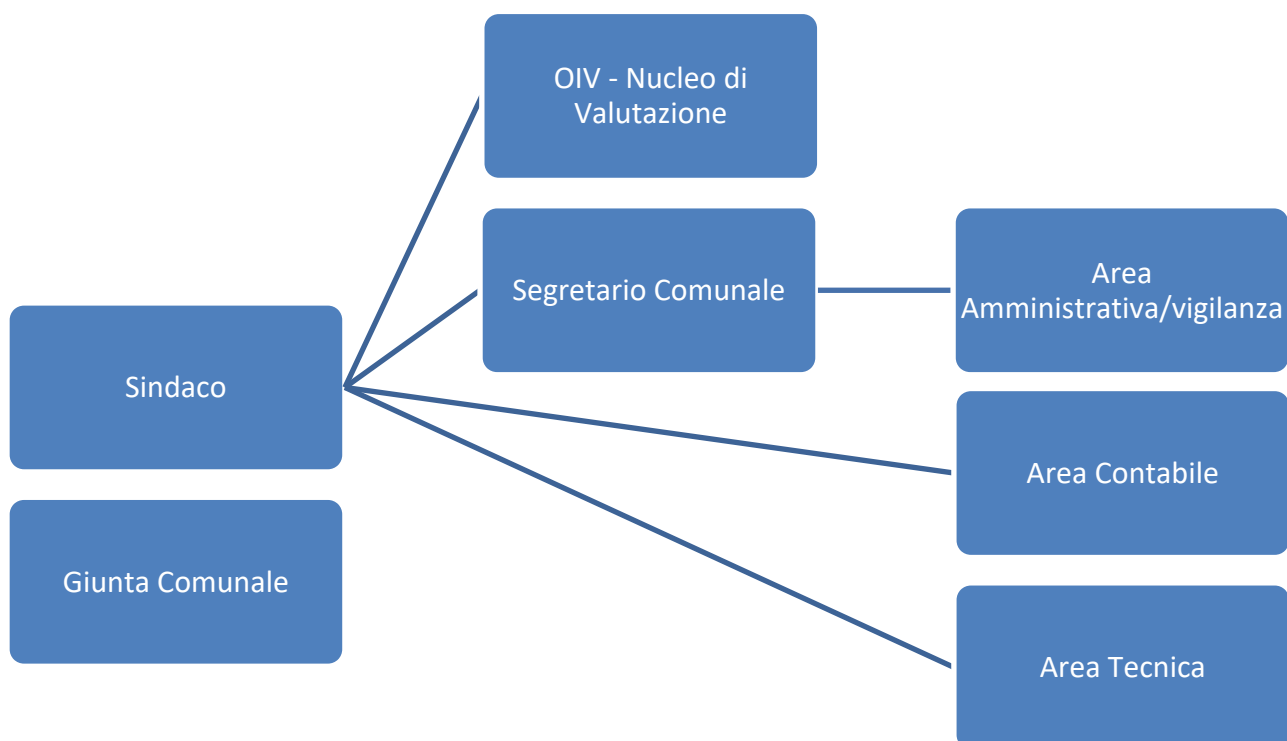 OIV - Nucleo di
Valutazione
Segretario Comunale
Area
Amministrativa/vigilanza
Sindaco
Area Contabile
Giunta Comunale
Area Tecnica